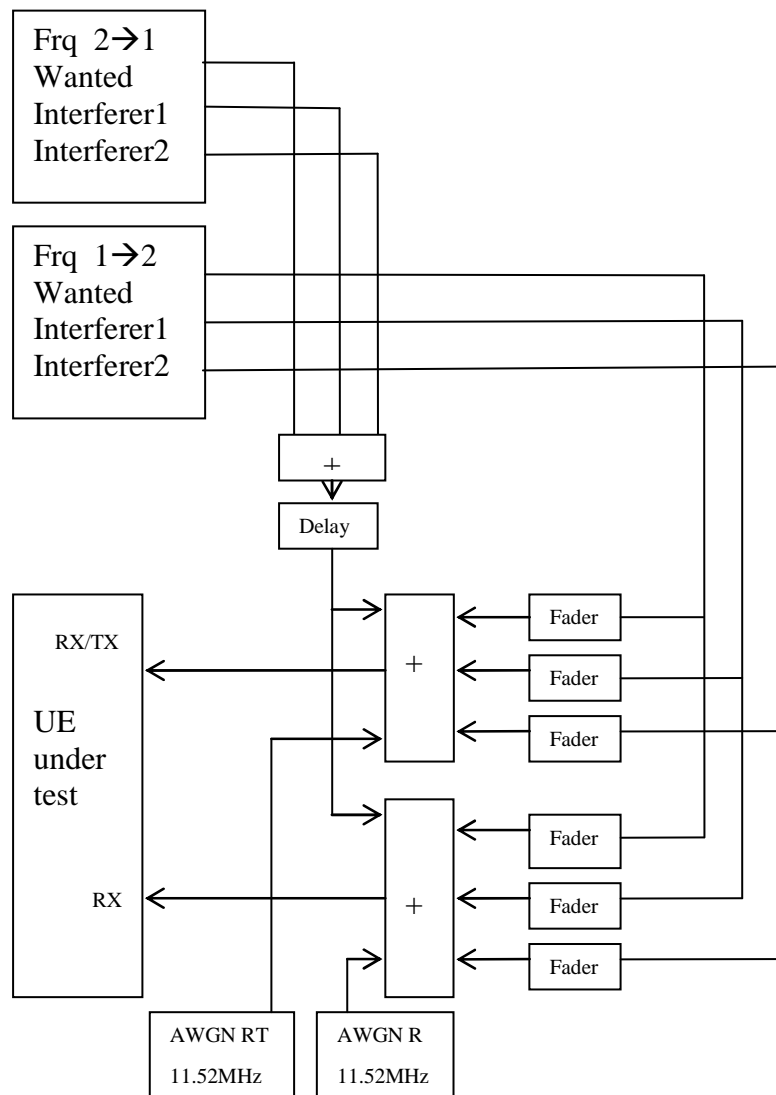 Frq 2→1
Wanted
Interferer1
Interferer2
Frq 1→2
Wanted
Interferer1
Interferer2
+
Delay
RX/TX
UE
under
test
RX
+
+
Fader
Fader
Fader
Fader
Fader
Fader
AWGN RT
11.52MHz
AWGN R
11.52MHz